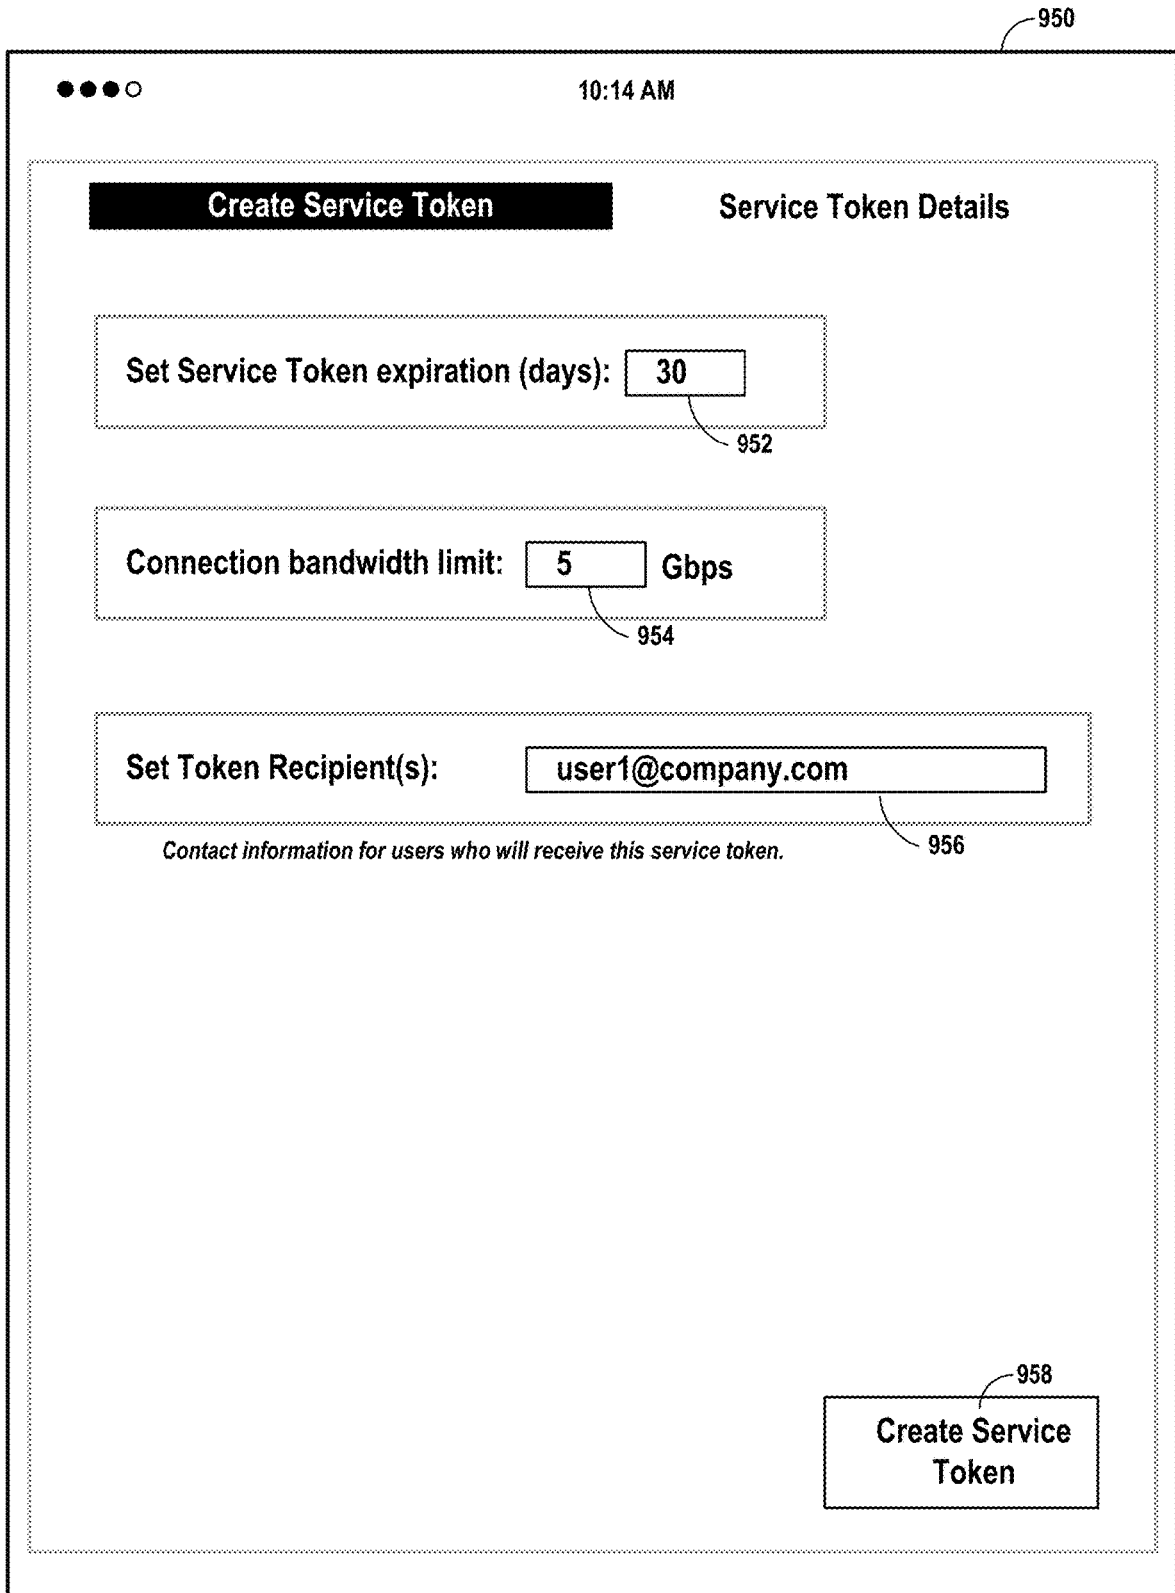 950
10:14 AM
Create Service Token
Service Token Details
Set Service Token expiration (days): 30
952
Connection bandwidth limit: 5 Gbps
954
Set Token Recipient(s): user1@company.com
Contact information for users who will receive this service token.
956
958
Create Service
Token